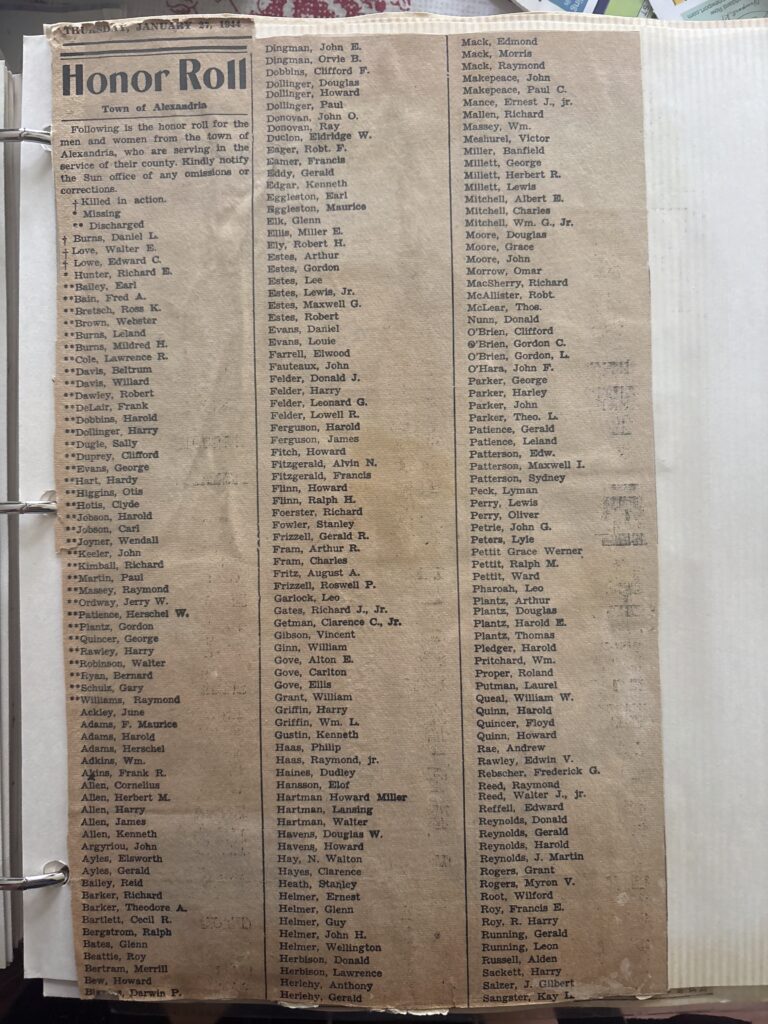 THURSDAY, JANUARY 27, 1944
Honor Roll
Town of Alexandria
Following is the honor roll for the
men and women from the town of
Alexandria, who are serving in the
service of their county. Kindly notify
the Sun office of any omissions or
corrections.
†Killed in action.
* Missing
** Discharged
† Burns, Daniel L.
† Love, Walter E.
† Lowe, Edward C.
* Hunter, Richard E.
**Bailey, Earl
**Bain, Fred A.
**Bretsch, Ross K.
**Brown, Webster
**Burns, Leland
**Burns, Mildred H.
**Cole, Lawrence R.
**Davis, Beltrum
**Davis, Willard
**Dawley, Robert
**DeLair, Frank
**Dobbins, Harold
**Dollinger, Harry
**Dugle, Sally
**Duprey, Clifford
**Evans, George
**Hart, Hardy
**Higgins, Otis
**Hotis, Clyde
**Jobson, Harold
**Jobson, Carl
**Joyner, Wendall
**Keeler, John
**Kimball, Richard
**Martin, Paul
**Massey, Raymond
**Ordway, Jerry W.
**Patience, Herschel W.
**Plantz, Gordon
**Quincer, George
**Rawley, Harry
**Robinson, Walter
**Ryan, Bernard
**Schulz, Gary
**Williams, Raymond
Ackley, June
Adams, F. Maurice
Adams, Harold
Adams, Herschel
Adkins, Wm.
Akins, Frank R.
Allen, Cornelius
Allen, Herbert M.
Allen, Harry
Allen, James
Allen, Kenneth
Argyriou, John
Ayles, Elsworth
Ayles, Gerald
Bailey, Reid
Barker, Richard
Barker, Theodore A.
Bartlett, Cecil R.
Bergstrom, Ralph
Bates, Glenn
Beattie, Roy
Bertram, Merrill
Bew, Howard
Darwin P.
Dingman, John E.
Dingman, Orvie B.
Dobbins, Clifford F.
Dollinger, Douglas
Dollinger, Howard
Dollinger, Paul
Donovan, John O.
Donovan, Ray
Duclon, Eldridge W.
Eager, Robt. F.
Eamer, Francis
Eddy, Gerald
Edgar, Kenneth
Eggleston, Earl
Eggleston, Maurice
Elk, Glenn
Ellis, Miller E.
Ely, Robert H.
Estes, Arthur
Estes, Gordon
Estes, Lee
Estes, Lewis, Jr.
Estes, Maxwell G.
Estes, Robert
Evans, Daniel
Evans, Louie
Farrell, Elwood
Fauteaux, John
Felder, Donald J.
Felder, Harry
Felder, Leonard G.
Felder, Lowell R.
Ferguson, Harold
Ferguson, James
Fitch, Howard
Fitzgerald, Alvin N.
Fitzgerald, Francis
Flinn, Howard
Flinn, Ralph H.
Foerster, Richard
Fowler, Stanley
Frizzell, Gerald R.
Fram, Arthur R.
Fram, Charles
Fritz, August A.
Frizzell, Roswell P.
Garlock, Leo
Gates, Richard J., Jr.
Getman, Clarence C., Jr.
Gibson, Vincent
Ginn, William
Gove, Alton E.
Gove, Carlton
Gove, Ellis
Grant, William
Griffin, Harry
Griffin, Wm. L.
Gustin, Kenneth
Haas, Philip
Haas, Raymond, jr.
Haines, Dudley
Hansson, Elof
Hartman Howard Miller
Hartman, Lansing
Hartman, Walter
Havens, Douglas W.
Havens, Howard
Hay, N. Walton
Hayes, Clarence
Heath, Stanley
Helmer, Ernest
Helmer, Glenn
Helmer, Guy
Helmer, John H.
Helmer, Wellington
Herbison, Donald
Herbison, Lawrence
Herlehy, Anthony
Herlehy, Gerald
Mack, Edmond
Mack, Morris
Mack, Raymond
Makepeace, John
Makepeace, Paul C.
Mance, Ernest J., jr.
Mallen, Richard
Massey, Wm.
Meshurel, Victor
Miller, Banfield
Millett, George
Millett, Herbert R.
Millett, Lewis
Mitchell, Albert E.
Mitchell, Charles
Mitchell, Wm. G., Jr.
Moore, Douglas
Moore, Grace
Moore, John
Morrow, Omar
MacSherry, Richard
McAllister, Robt.
McLear, Thos.
Nunn, Donald
O'Brien, Clifford
O'Brien, Gordon C.
O'Brien, Gordon, L.
O'Hara, John F.
Parker, George
Parker, Harley
Parker, John
Parker, Theo. L.
Patience, Gerald
Patience, Leland
Patterson, Edw.
Patterson, Maxwell I.
Patterson, Sydney
Peck, Lyman
Perry, Lewis
Perry, Oliver
Petrie, John G.
Peters, Lyle
Pettit Grace Werner
Pettit, Ralph M.
Pettit, Ward
Pharoah, Leo
Plantz, Arthur
Plantz, Douglas
Plantz, Harold E.
Plantz, Thomas
Pledger, Harold
Pritchard, Wm.
Proper, Roland
Putman, Laurel
Queal, William W.
Quinn, Harold
Quincer, Floyd
Quinn, Howard
Rae, Andrew
Rawley, Edwin V.
Rebscher, Frederick G.
Reed, Raymond
Reed, Walter J., jr.
Reffell, Edward
Reynolds, Donald
Reynolds, Gerald
Reynolds, Harold
Reynolds, J. Martin
Rogers, Grant
Rogers, Myron V.
Root, Wilford
Roy, Francis E.
Roy, R. Harry
Running, Gerald
Running, Leon
Russell, Alden
Sackett, Harry
Salzer, J. Gilbert
Sangster, Kay L.